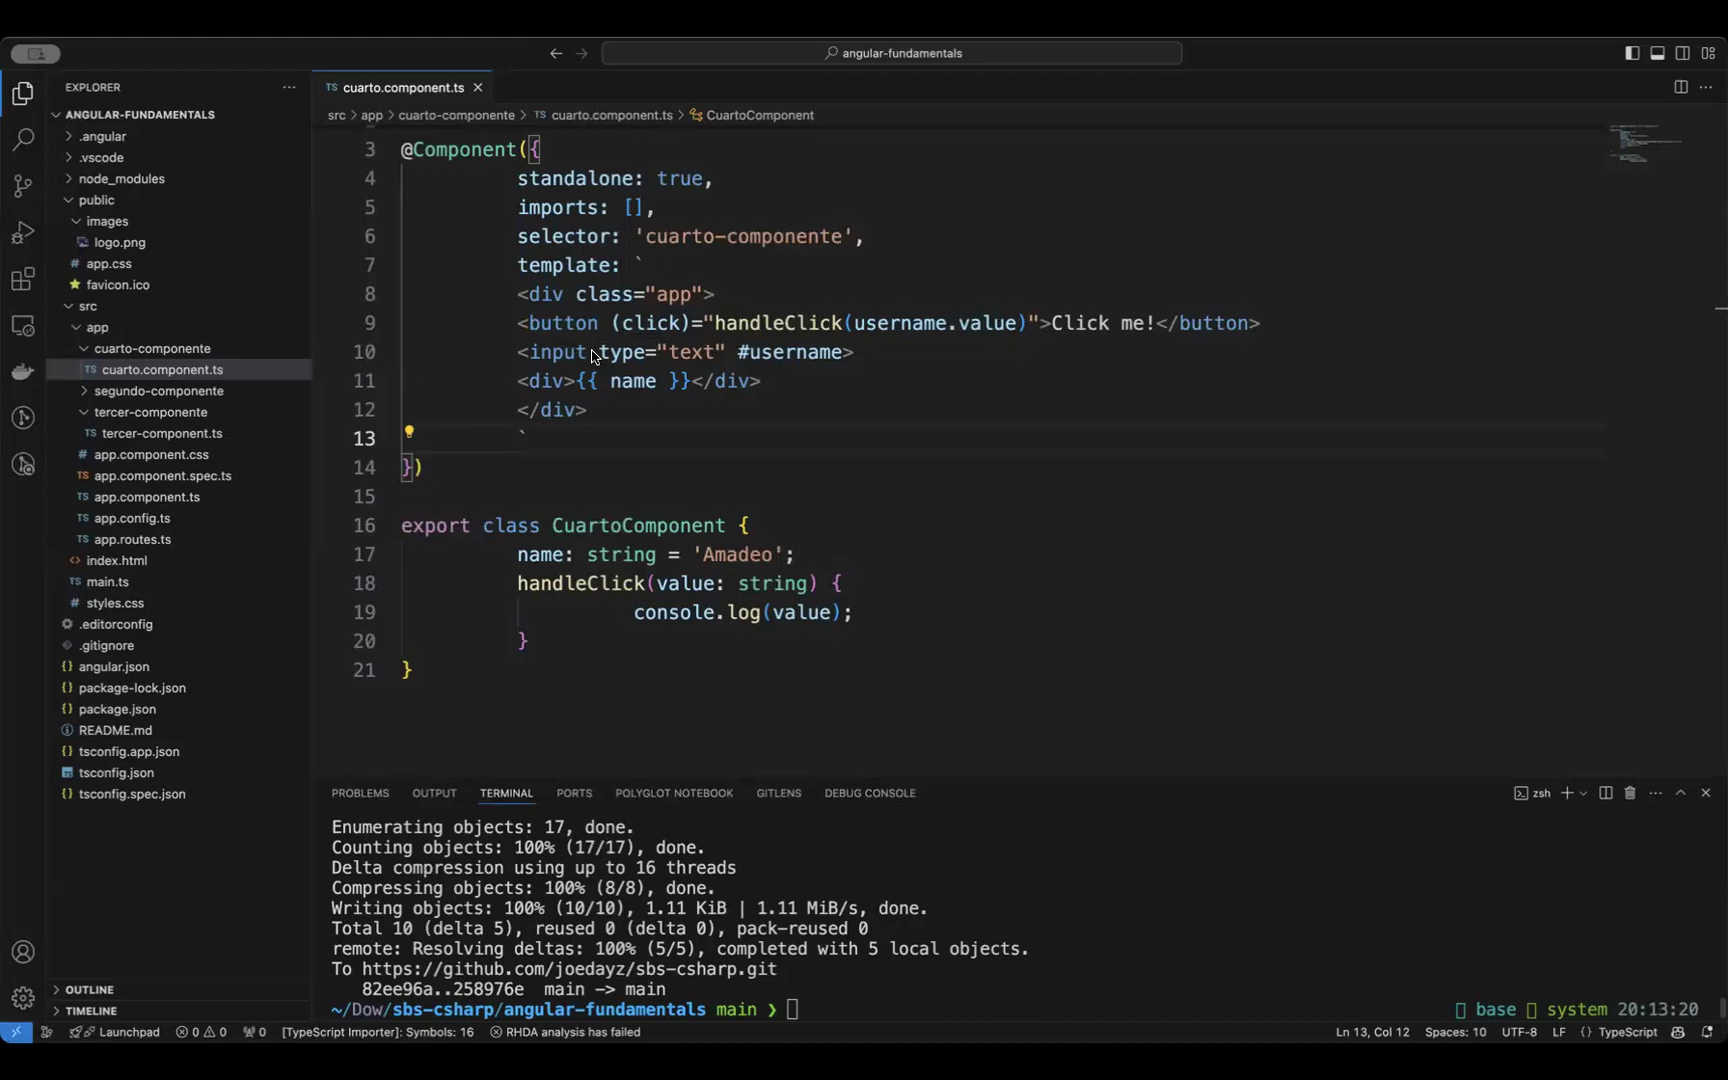 angular-fundamentals
EXPLORER
ANGULAR-FUNDAMENTALS
.angular
.vscode
node_modules
public
images
logo.png
app.css
favicon.ico
src
app
cuarto-componente
TS cuarto.component.ts
segundo-componente
tercer-componente
TS tercer-component.ts
app.component.css
TS app.component.spec.ts
TS app.component.ts
TS app.config.ts
TS app.routes.ts
index.html
TS main.ts
styles.css
.editorconfig
.gitignore
angular.json
package-lock.json
package.json
README.md
tsconfig.app.json
tsconfig.json
tsconfig.spec.json
OUTLINE
TIMELINE
TS cuarto.component.ts
src > app > cuarto-componente > TS cuarto.component.ts > CuartoComponent
3 @Component({
4 standalone: true,
5 imports: [],
6 selector: 'cuarto-componente',
7 template: `
8 <div class="app">
9 <button (click)="handleClick(username.value)">Click me!</button>
10 <input type="text" #username>
11 <div>{{ name }}</div>
12 </div>
13 `
14 })
15
16 export class CuartoComponent {
17 name: string = 'Amadeo';
18 handleClick(value: string) {
19 console.log(value);
20 }
21 }
PROBLEMS OUTPUT TERMINAL PORTS POLYGLOT NOTEBOOK GITLENS DEBUG CONSOLE
zsh
Enumerating objects: 17, done.
Counting objects: 100% (17/17), done.
Delta compression using up to 16 threads
Compressing objects: 100% (8/8), done.
Writing objects: 100% (10/10), 1.11 KiB | 1.11 MiB/s, done.
Total 10 (delta 5), reused 0 (delta 0), pack-reused 0
remote: Resolving deltas: 100% (5/5), completed with 5 local objects.
To https://github.com/joedayz/sbs-csharp.git
82ee96a..258976e main -> main
~/Dow/sbs-csharp/angular-fundamentals main ❯ base system 20:13:20
Launchpad 0 0 0 [TypeScript Importer]: Symbols: 16 RHDA analysis has failed Ln 13, Col 12 Spaces: 10 UTF-8 LF {} TypeScript